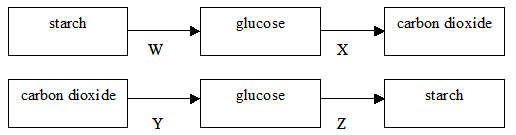 starch glucose carbon dioxide
W X
carbon dioxide glucose starch
Y Z